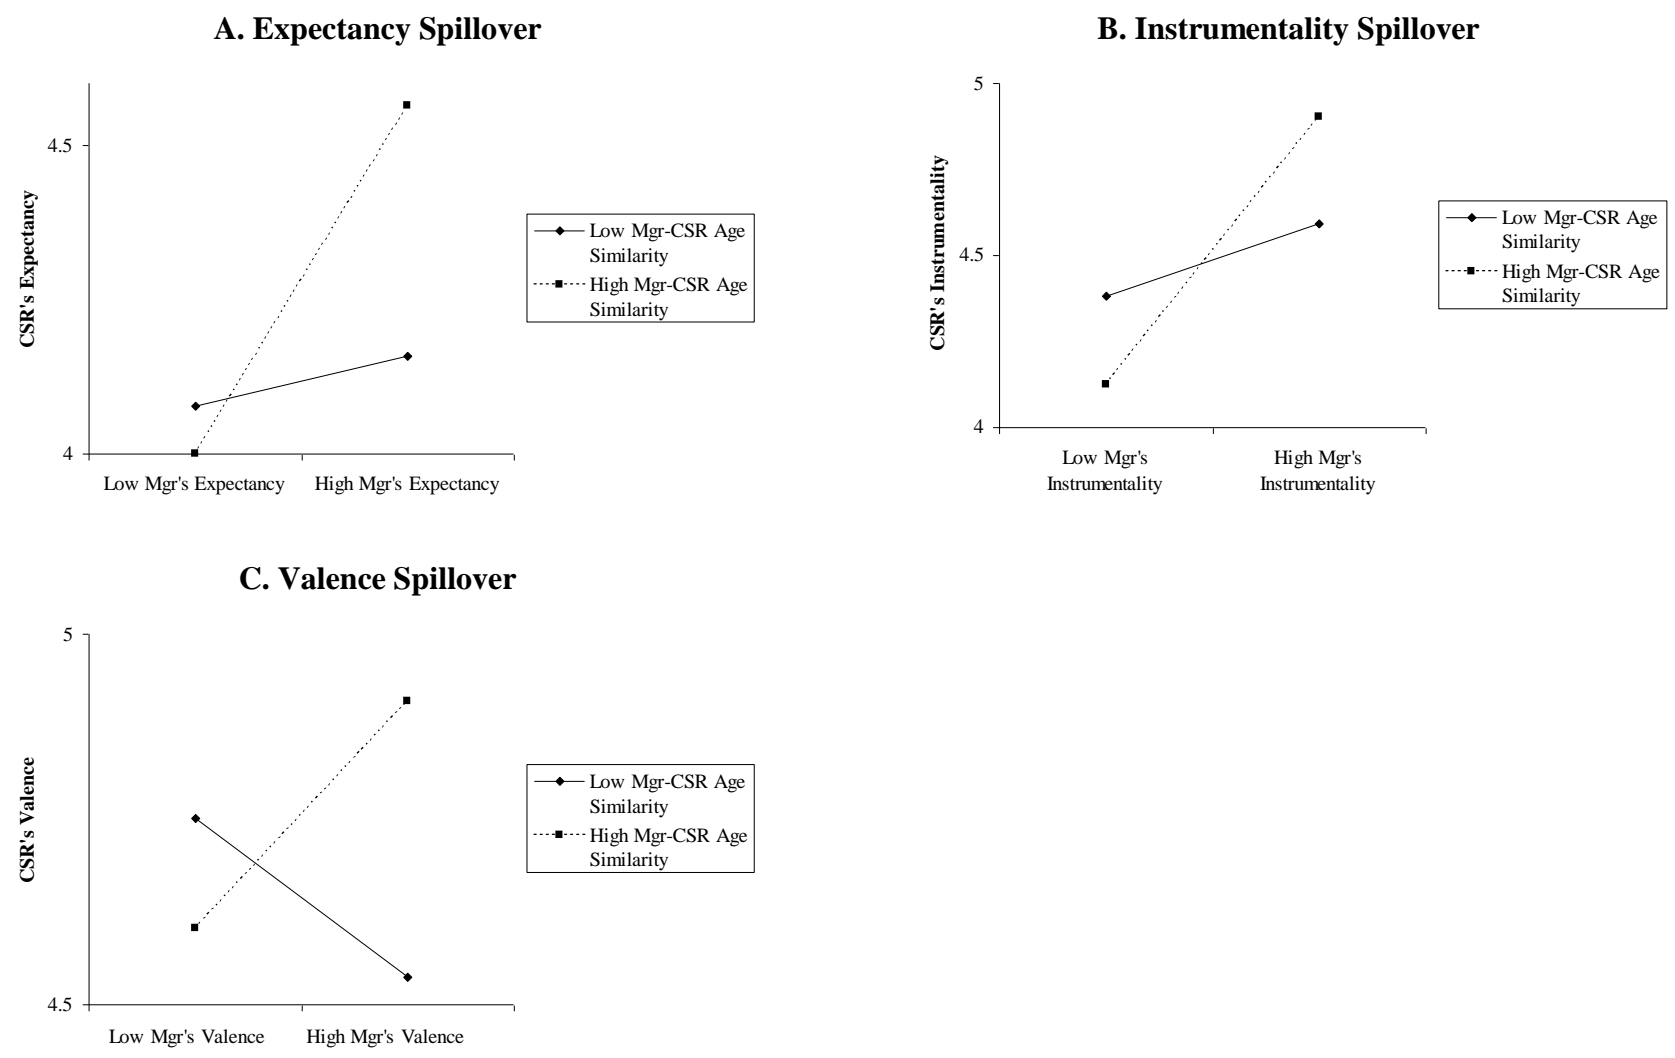 A. Expectancy Spillover
4.5
4
CSR's Expectancy
Low Mgr's Expectancy
High Mgr's Expectancy
Low Mgr-CSR Age
Similarity
High Mgr-CSR Age
Similarity
B. Instrumentality Spillover
5
4.5
4
CSR's Instrumentality
Low Mgr's
Instrumentality
High Mgr's
Instrumentality
Low Mgr-CSR Age
Similarity
High Mgr-CSR Age
Similarity
C. Valence Spillover
5
4.5
CSR's Valence
Low Mgr's Valence
High Mgr's Valence
Low Mgr-CSR Age
Similarity
High Mgr-CSR Age
Similarity